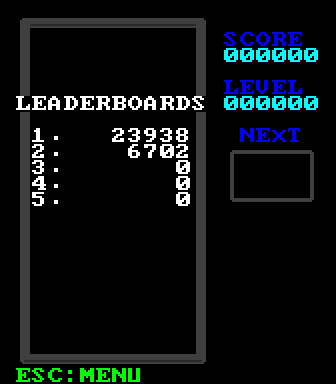 SCORE
000000
LEVEL
000000
LEADERBOARDS
NExT
1. 23938
2. 6702
3. 0
4. 0
5. 0
ESC:MENU